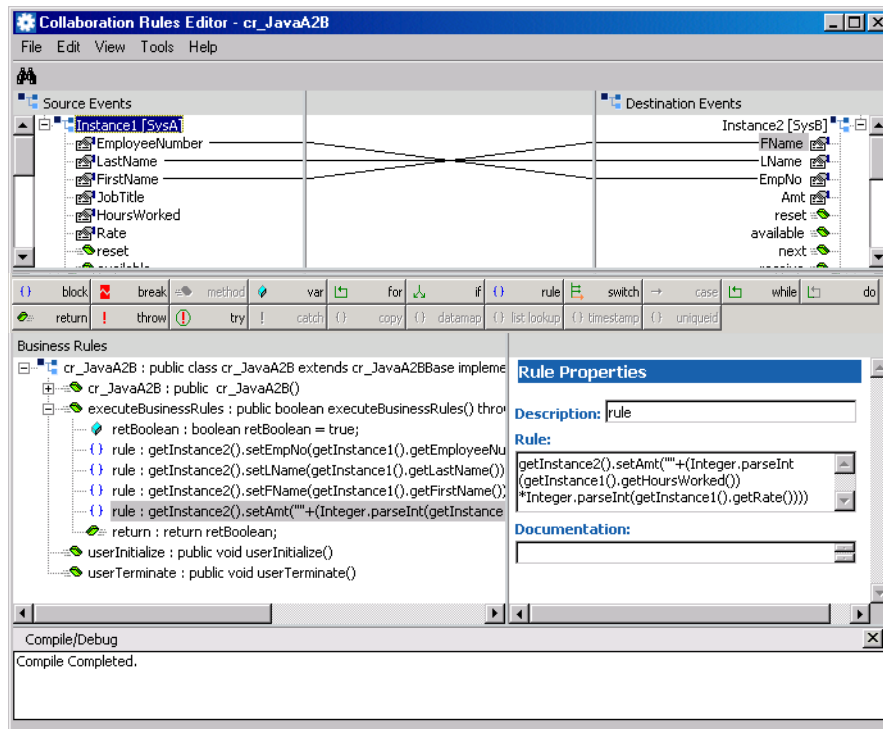 Collaboration Rules Editor - cr_JavaA2B
File Edit View Tools Help
Source Events
Destination Events
Instance1 [SysA]
Instance2 [SysB]
EmployeeNumber
FName
LastName
LName
FirstName
EmpNo
JobTitle
Amt
HoursWorked
reset
Rate
available
reset
next
block break method var for if rule switch case while do
return throw try catch copy datamap list lookup timestamp uniqueid
Business Rules
cr_JavaA2B : public class cr_JavaA2B extends cr_JavaA2BBase impleme
cr_JavaA2B : public cr_JavaA2B()
executeBusinessRules : public boolean executeBusinessRules() throw
retBoolean : boolean retBoolean = true;
rule : getInstance2().setEmpNo(getInstance1().getEmployeeNu
rule : getInstance2().setLName(getInstance1().getLastName())
rule : getInstance2().setFName(getInstance1().getFirstName())
rule : getInstance2().setAmt(""+(Integer.parseInt(getInstance
return : return retBoolean;
userInitialize : public void userInitialize()
userTerminate : public void userTerminate()
Rule Properties
Description: rule
Rule:
getInstance2().setAmt(""+(Integer.parseInt
(getInstance1().getHoursWorked())
*Integer.parseInt(getInstance1().getRate())))
Documentation:
Compile/Debug
Compile Completed.